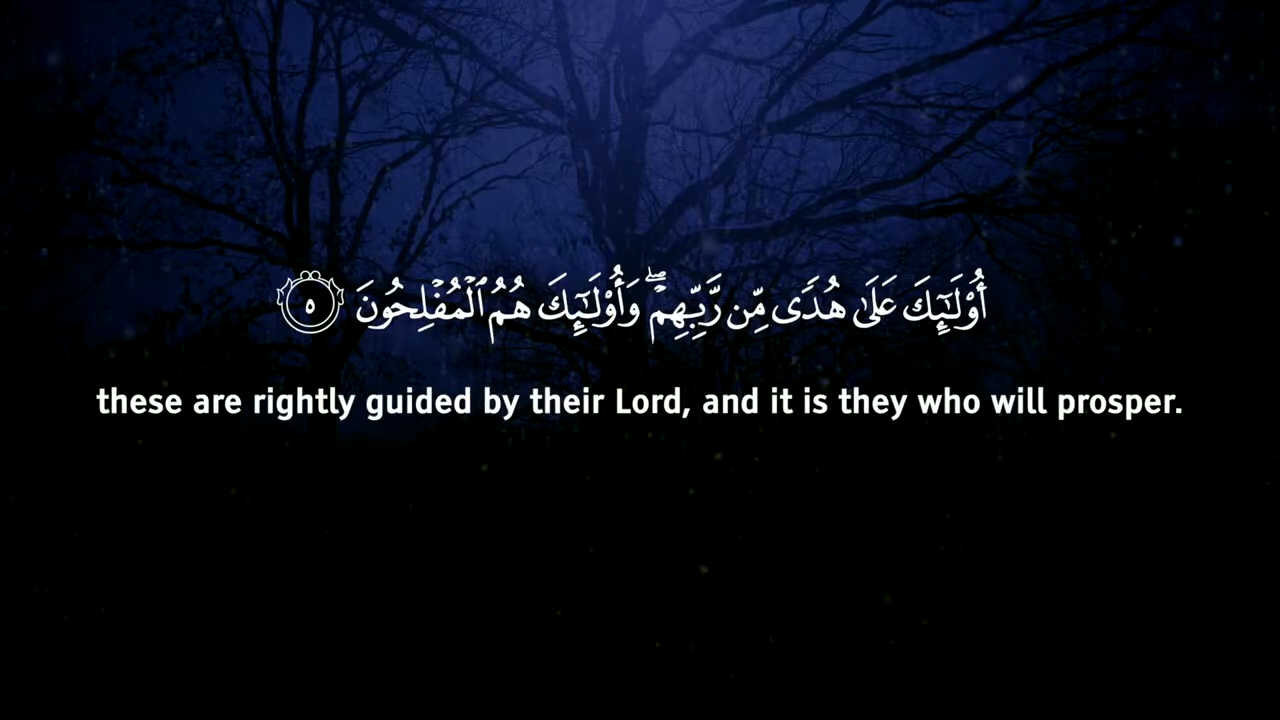 أُو۟لَـٰٓئِكَ عَلَىٰ هُدًى مِّن رَّبِّهِمْ ۖ وَأُو۟لَـٰٓئِكَ هُمُ ٱلْمُفْلِحُونَ ٥
these are rightly guided by their Lord, and it is they who will prosper.